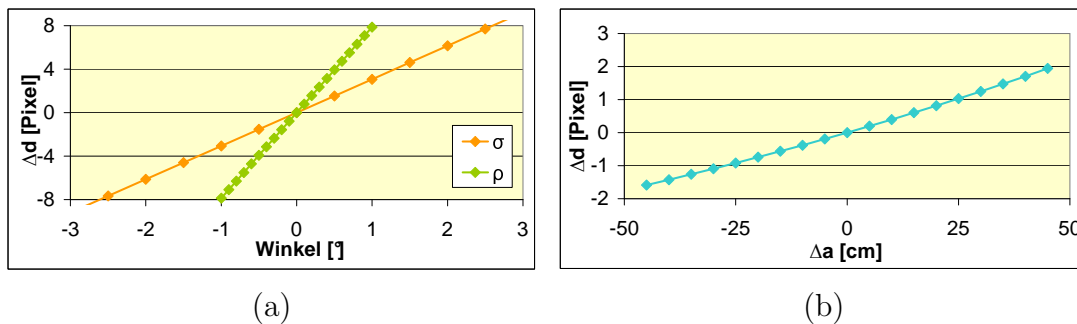 8
4
0
-4
-8
Δd [Pixel]
σ
ρ
-3 -2 -1 0 1 2 3
Winkel [°]
(a)
3
2
1
0
-1
-2
Δd [Pixel]
-50 -25 0 25 50
Δa [cm]
(b)